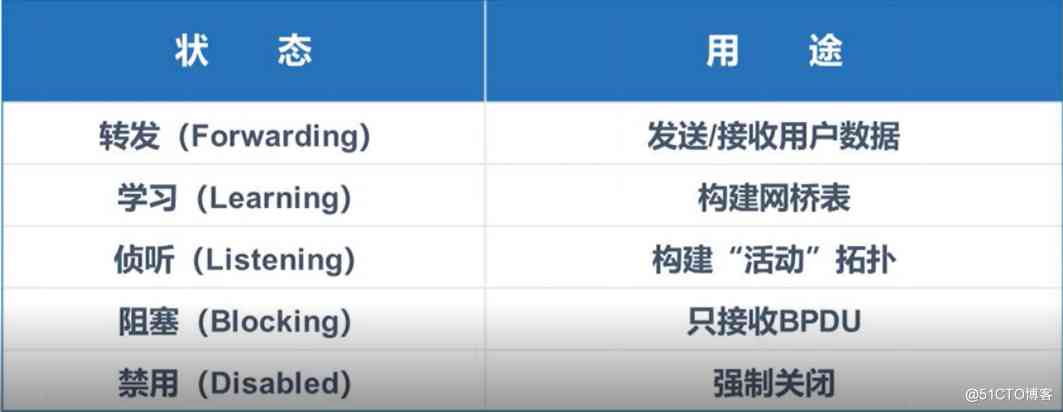 状 态 用 途
转发（Forwarding） 发送/接收用户数据
学习（Learning） 构建网桥表
侦听（Listening） 构建“活动”拓扑
阻塞（Blocking） 只接收BPDU
禁用（Disabled） 强制关闭
@51CTO博客